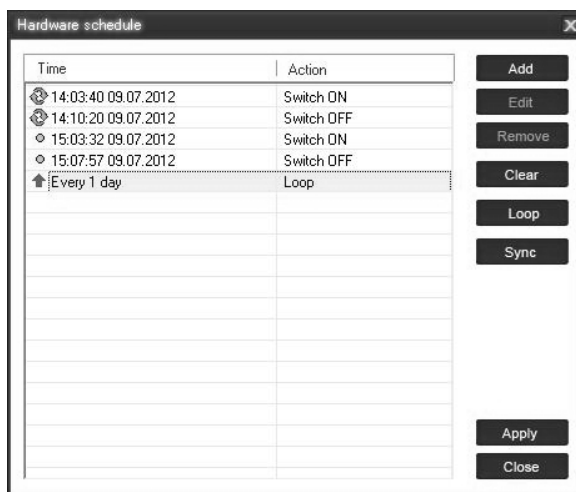 Hardware schedule
Time Action
14:03:40 09.07.2012 Switch ON
14:10:20 09.07.2012 Switch OFF
15:03:32 09.07.2012 Switch ON
15:07:57 09.07.2012 Switch OFF
Every 1 day Loop
Add
Edit
Remove
Clear
Loop
Sync
Apply
Close